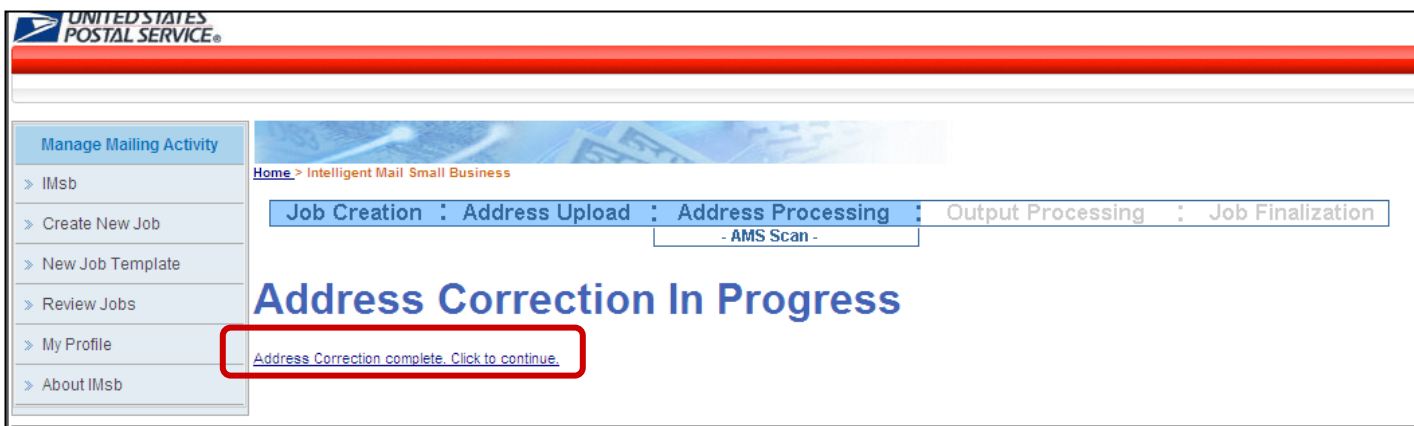 UNITED STATES
POSTAL SERVICE®
Manage Mailing Activity
» IMsb
» Create New Job
» New Job Template
» Review Jobs
» My Profile
» About IMsb
Home > Intelligent Mail Small Business
Job Creation : Address Upload : Address Processing : Output Processing : Job Finalization
- AMS Scan -
Address Correction In Progress
Address Correction complete. Click to continue.